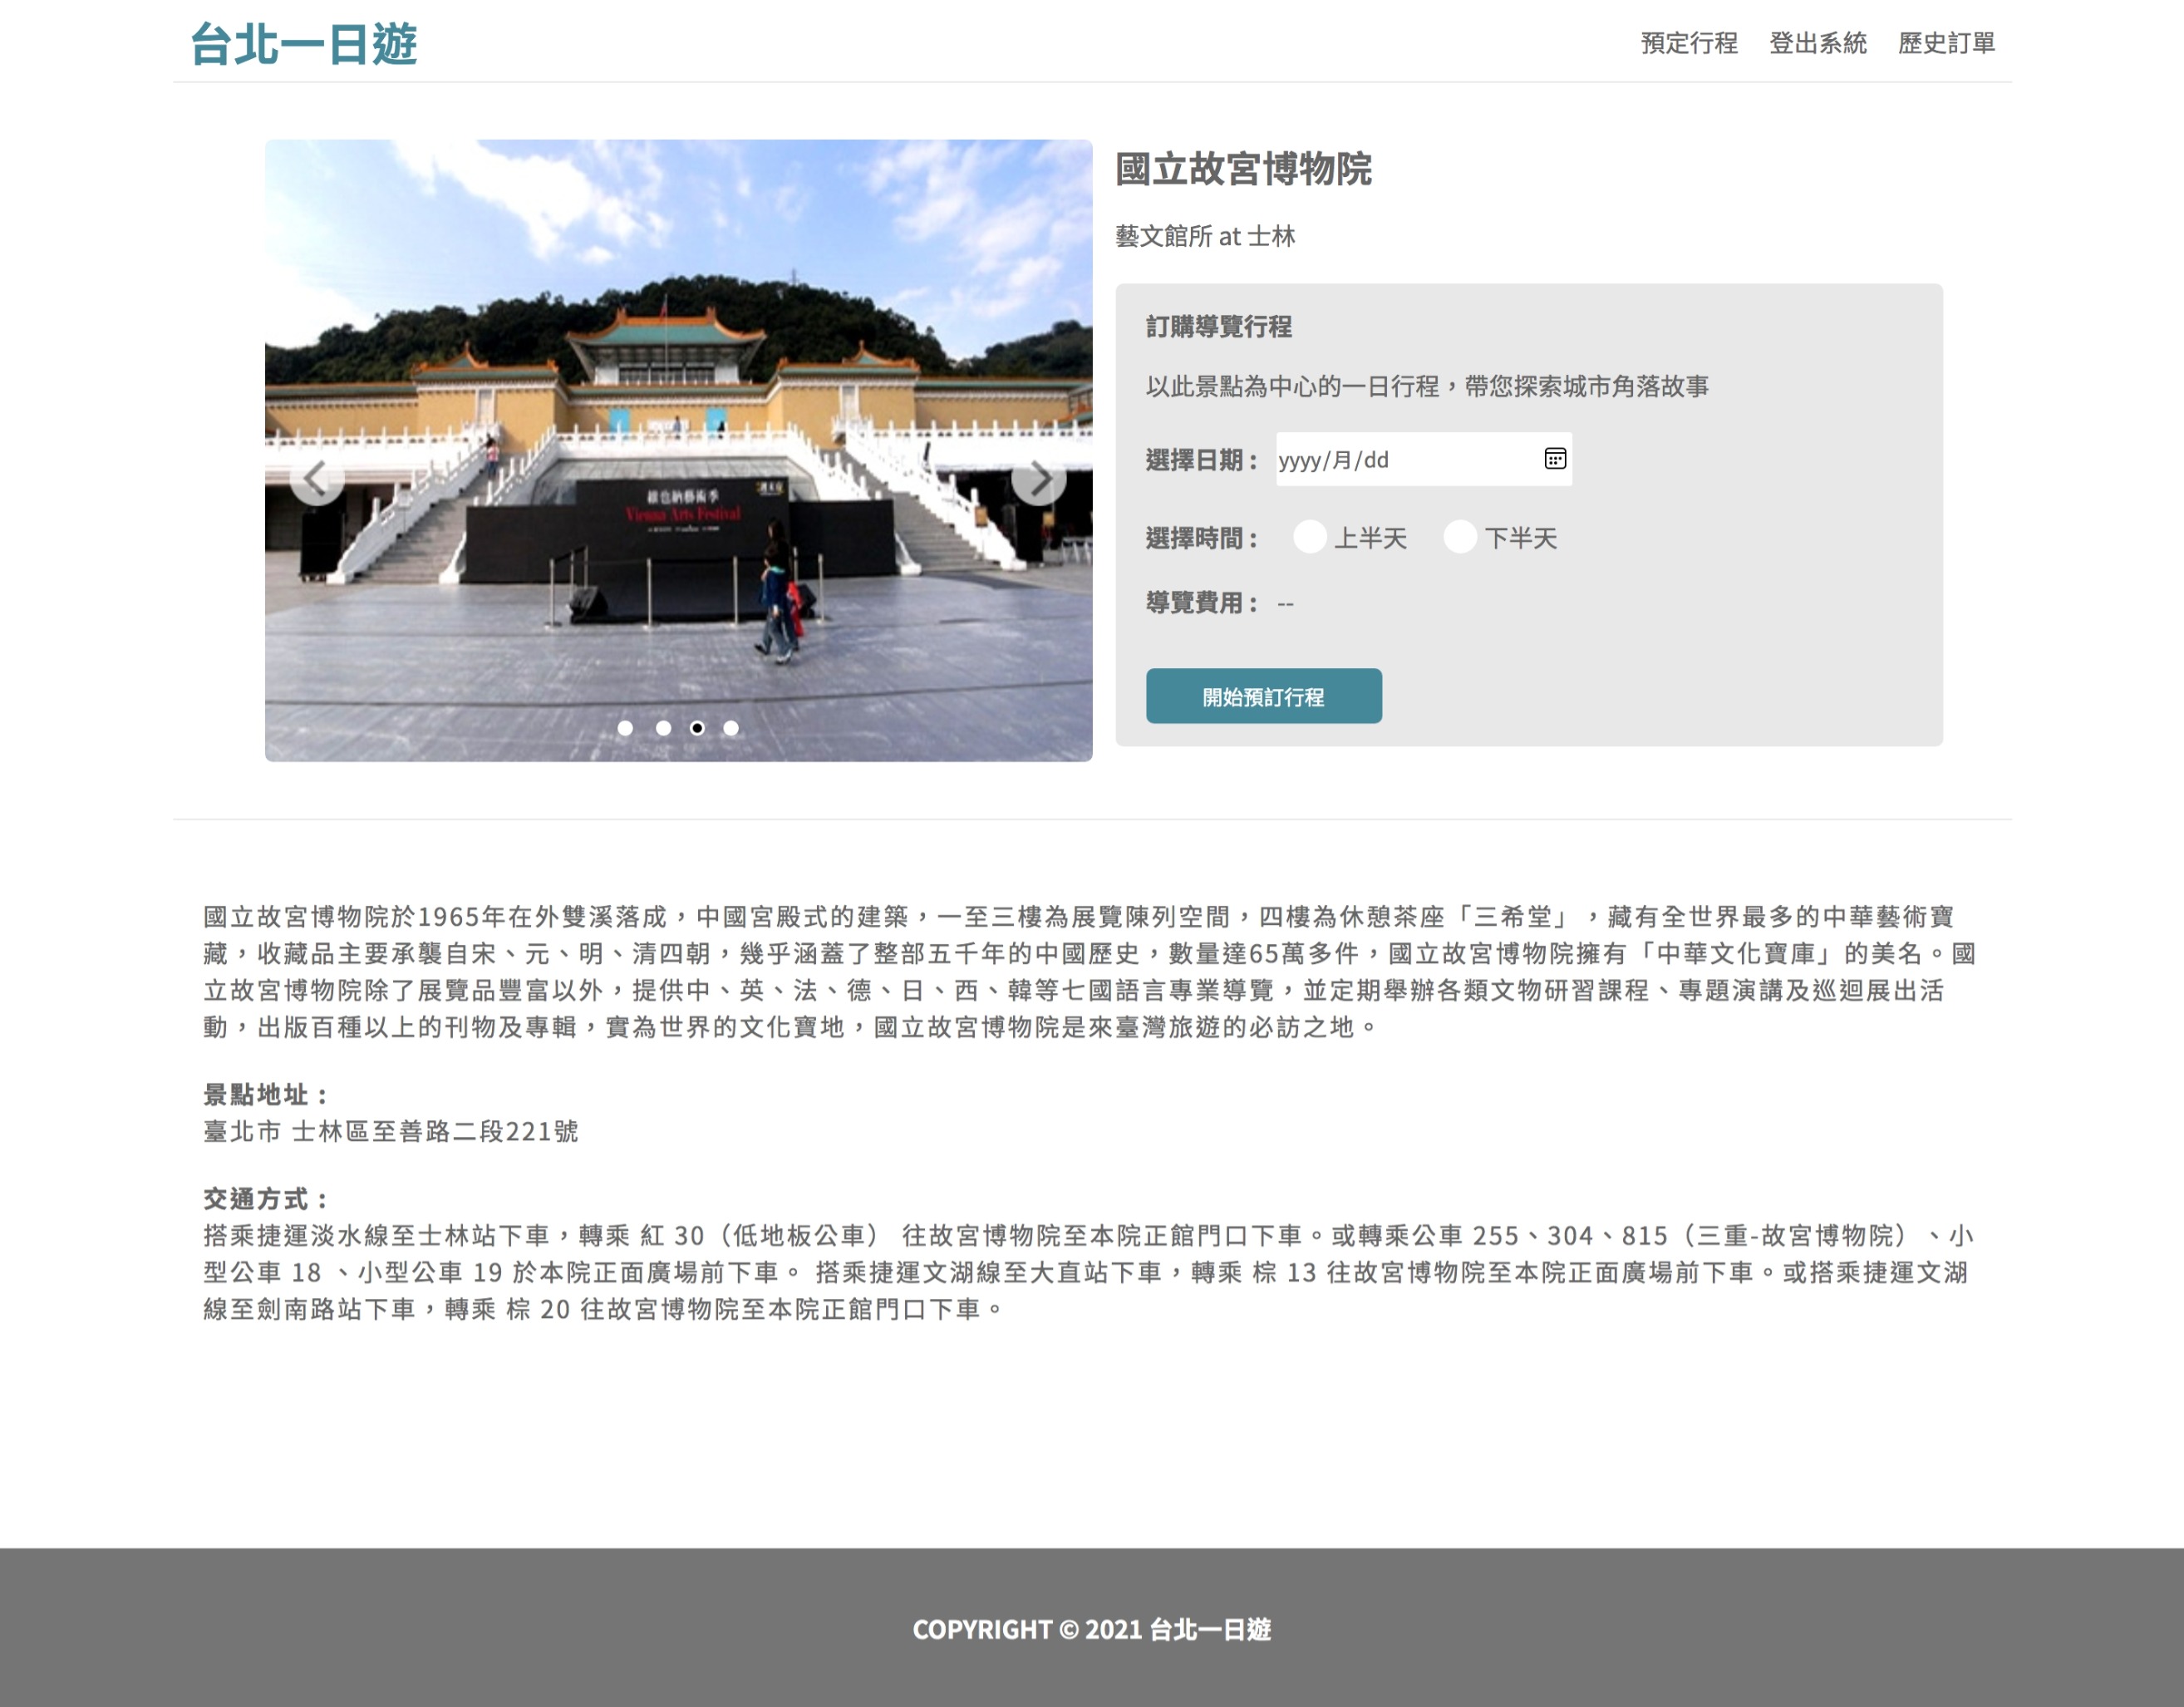 台北一日遊
預定行程 登出系統 歷史訂單
國立故宮博物院
藝文館所 at 士林
維也納藝術季
Vienna Arts Festival
訂購導覽行程
以此景點為中心的一日行程，帶您探索城市角落故事
選擇日期： yyyy/月/dd
選擇時間： 上半天 下半天
導覽費用： --
開始預訂行程
國立故宮博物院於1965年在外雙溪落成，中國宮殿式的建築，一至三樓為展覽陳列空間，四樓為休憩茶座「三希堂」，藏有全世界最多的中華藝術寶
藏，收藏品主要承襲自宋、元、明、清四朝，幾乎涵蓋了整部五千年的中國歷史，數量達65萬多件，國立故宮博物院擁有「中華文化寶庫」的美名。國
立故宮博物院除了展覽品豐富以外，提供中、英、法、德、日、西、韓等七國語言專業導覽，並定期舉辦各類文物研習課程、專題演講及巡迴展出活
動，出版百種以上的刊物及專輯，實為世界的文化寶地，國立故宮博物院是來臺灣旅遊的必訪之地。
景點地址：
臺北市 士林區至善路二段221號
交通方式：
搭乘捷運淡水線至士林站下車，轉乘 紅 30（低地板公車） 往故宮博物院至本院正館門口下車。或轉乘公車 255、304、815（三重-故宮博物院）、小
型公車 18 、小型公車 19 於本院正面廣場前下車。 搭乘捷運文湖線至大直站下車，轉乘 棕 13 往故宮博物院至本院正面廣場前下車。或搭乘捷運文湖
線至劍南路站下車，轉乘 棕 20 往故宮博物院至本院正館門口下車。
COPYRIGHT © 2021 台北一日遊